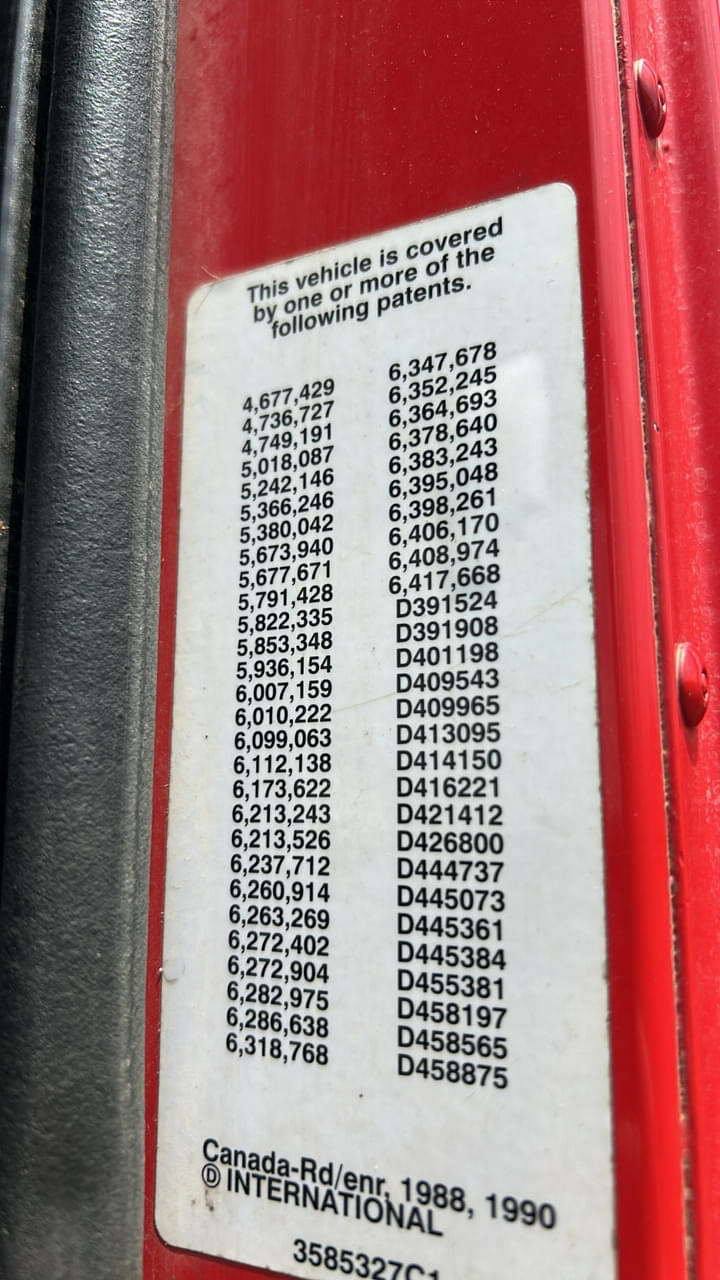 This vehicle is covered
by one or more of the
following patents.
4,677,429
4,736,727
4,749,191
5,018,087
5,242,146
5,366,246
5,380,042
5,673,940
5,677,671
5,791,428
5,822,335
5,853,348
5,936,154
6,007,159
6,010,222
6,099,063
6,112,138
6,173,622
6,213,243
6,213,526
6,237,712
6,260,914
6,263,269
6,272,402
6,272,904
6,282,975
6,286,638
6,318,768
6,347,678
6,352,245
6,364,693
6,378,640
6,383,243
6,395,048
6,398,261
6,406,170
6,408,974
6,417,668
D391524
D391908
D401198
D409543
D409965
D413095
D414150
D416221
D421412
D426800
D444737
D445073
D445361
D445384
D455381
D458197
D458565
D458875
Canada-Rd/enr, 1988, 1990
Ⓓ INTERNATIONAL
3585327C1